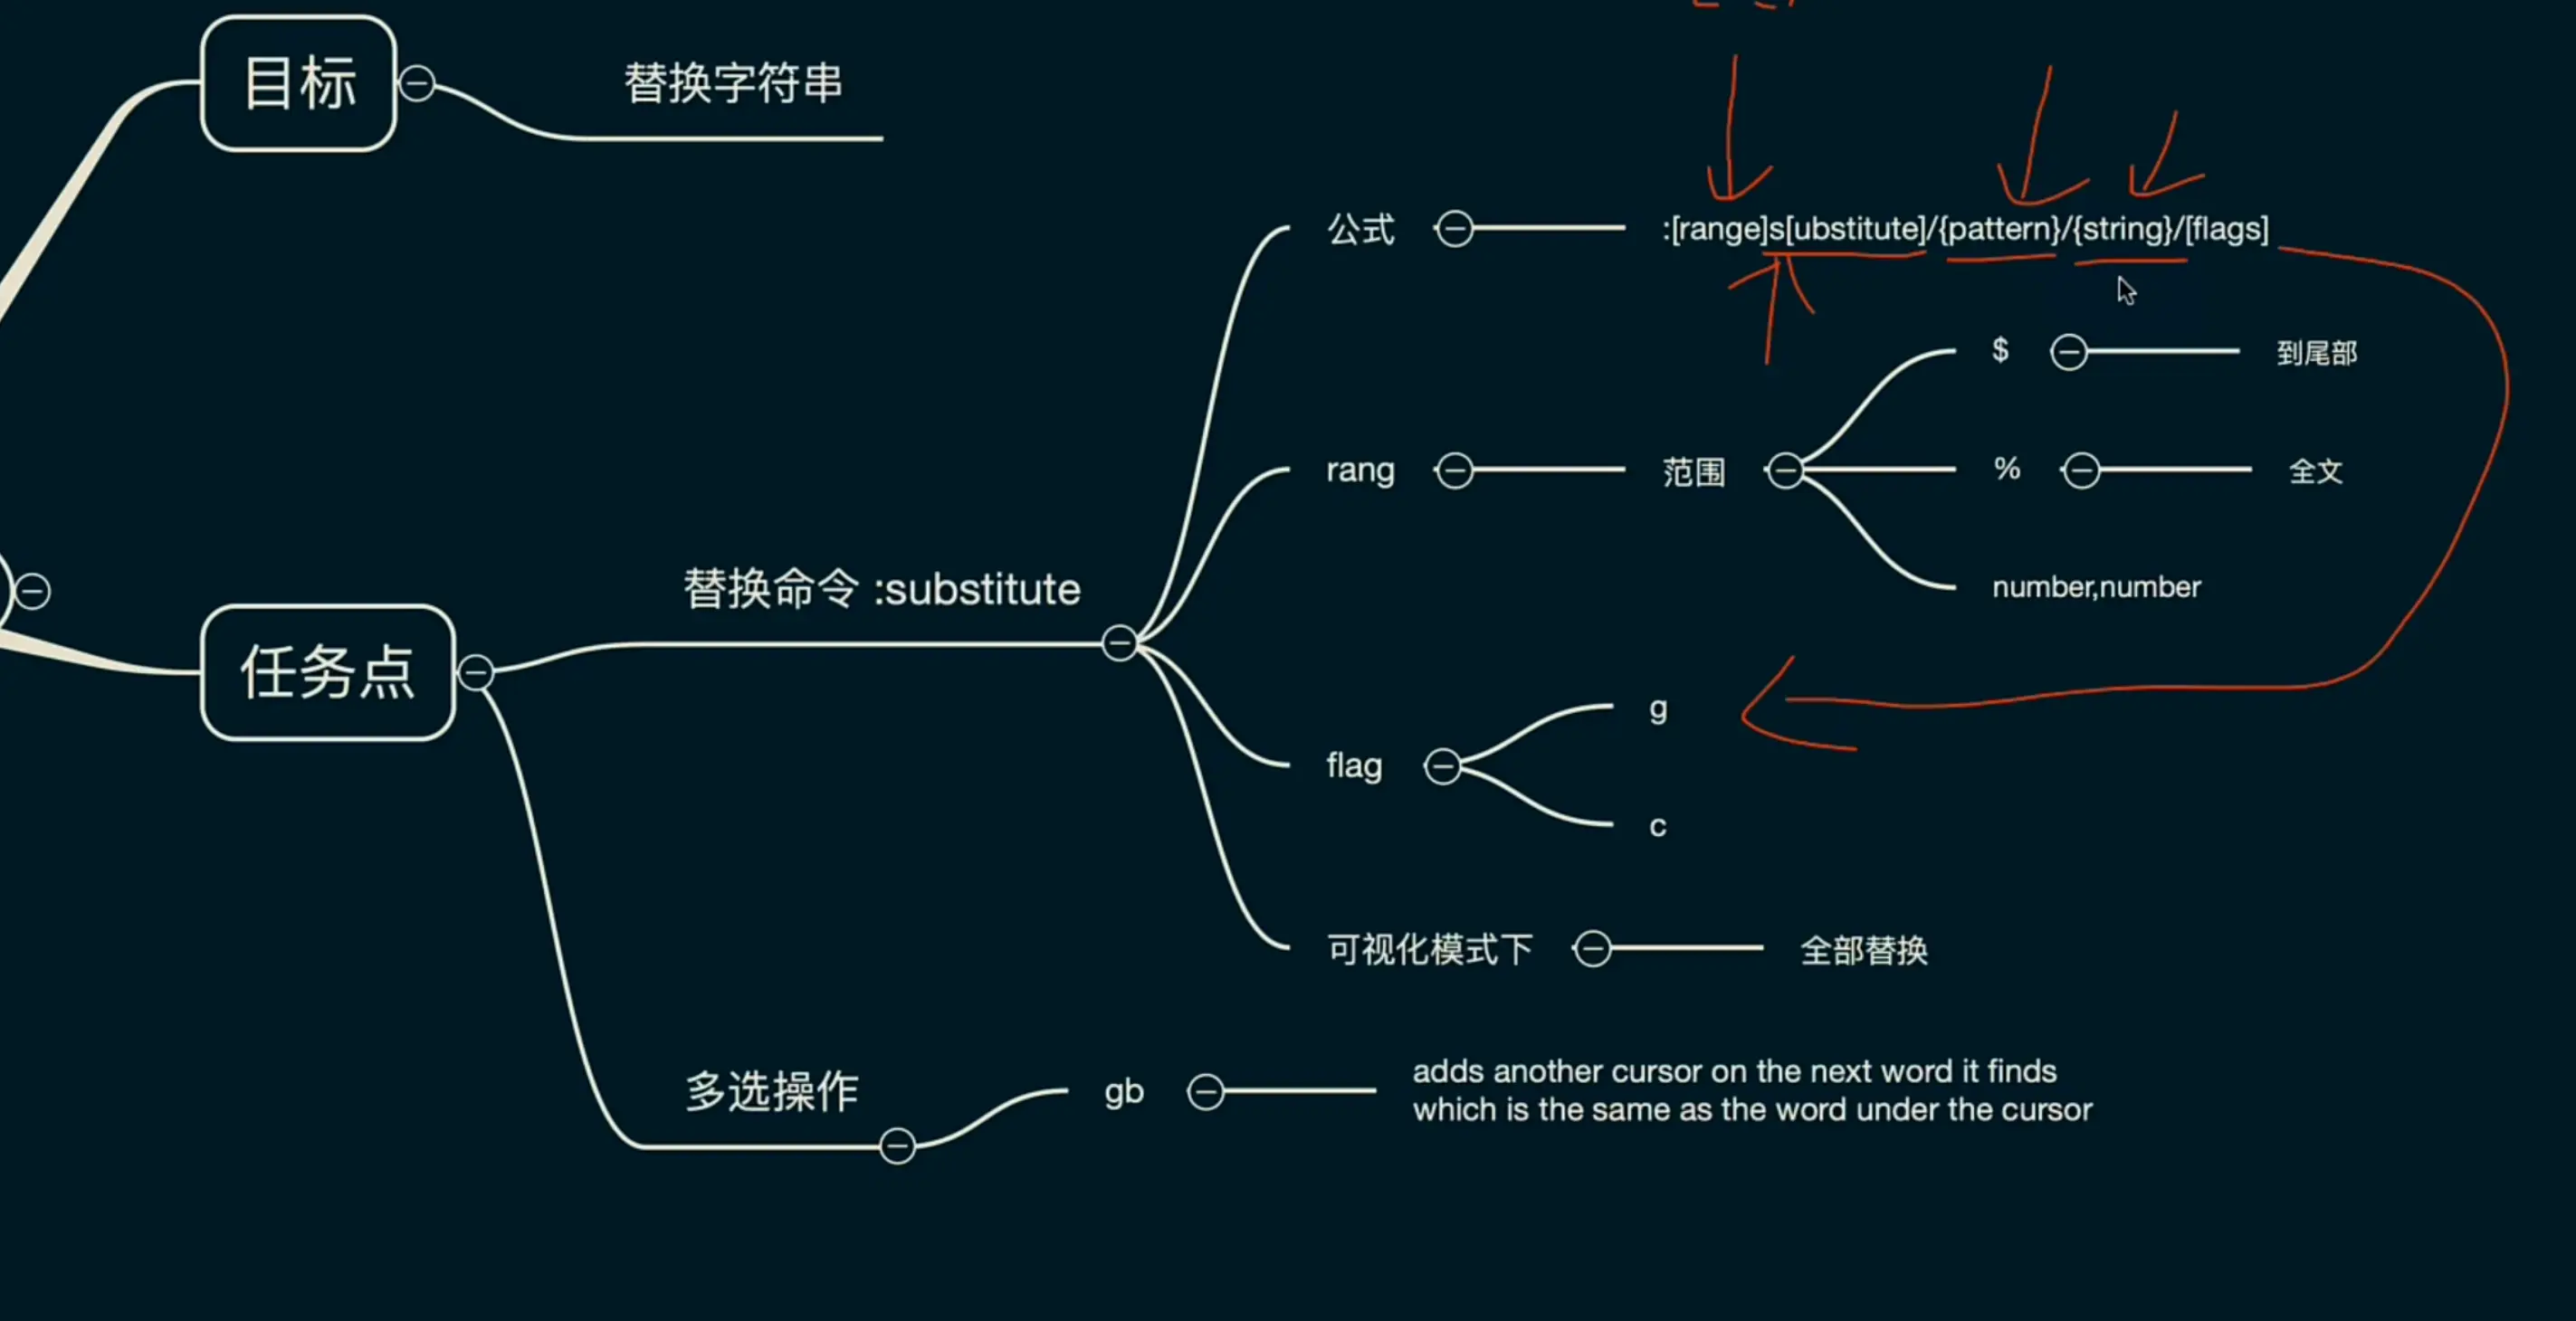 目标
替换字符串
公式
:[range]s[ubstitute]/{pattern}/{string}/[flags]
$
到尾部
rang
范围
%
全文
number,number
替换命令 :substitute
任务点
flag
g
c
可视化模式下
全部替换
多选操作
gb
adds another cursor on the next word it finds
which is the same as the word under the cursor